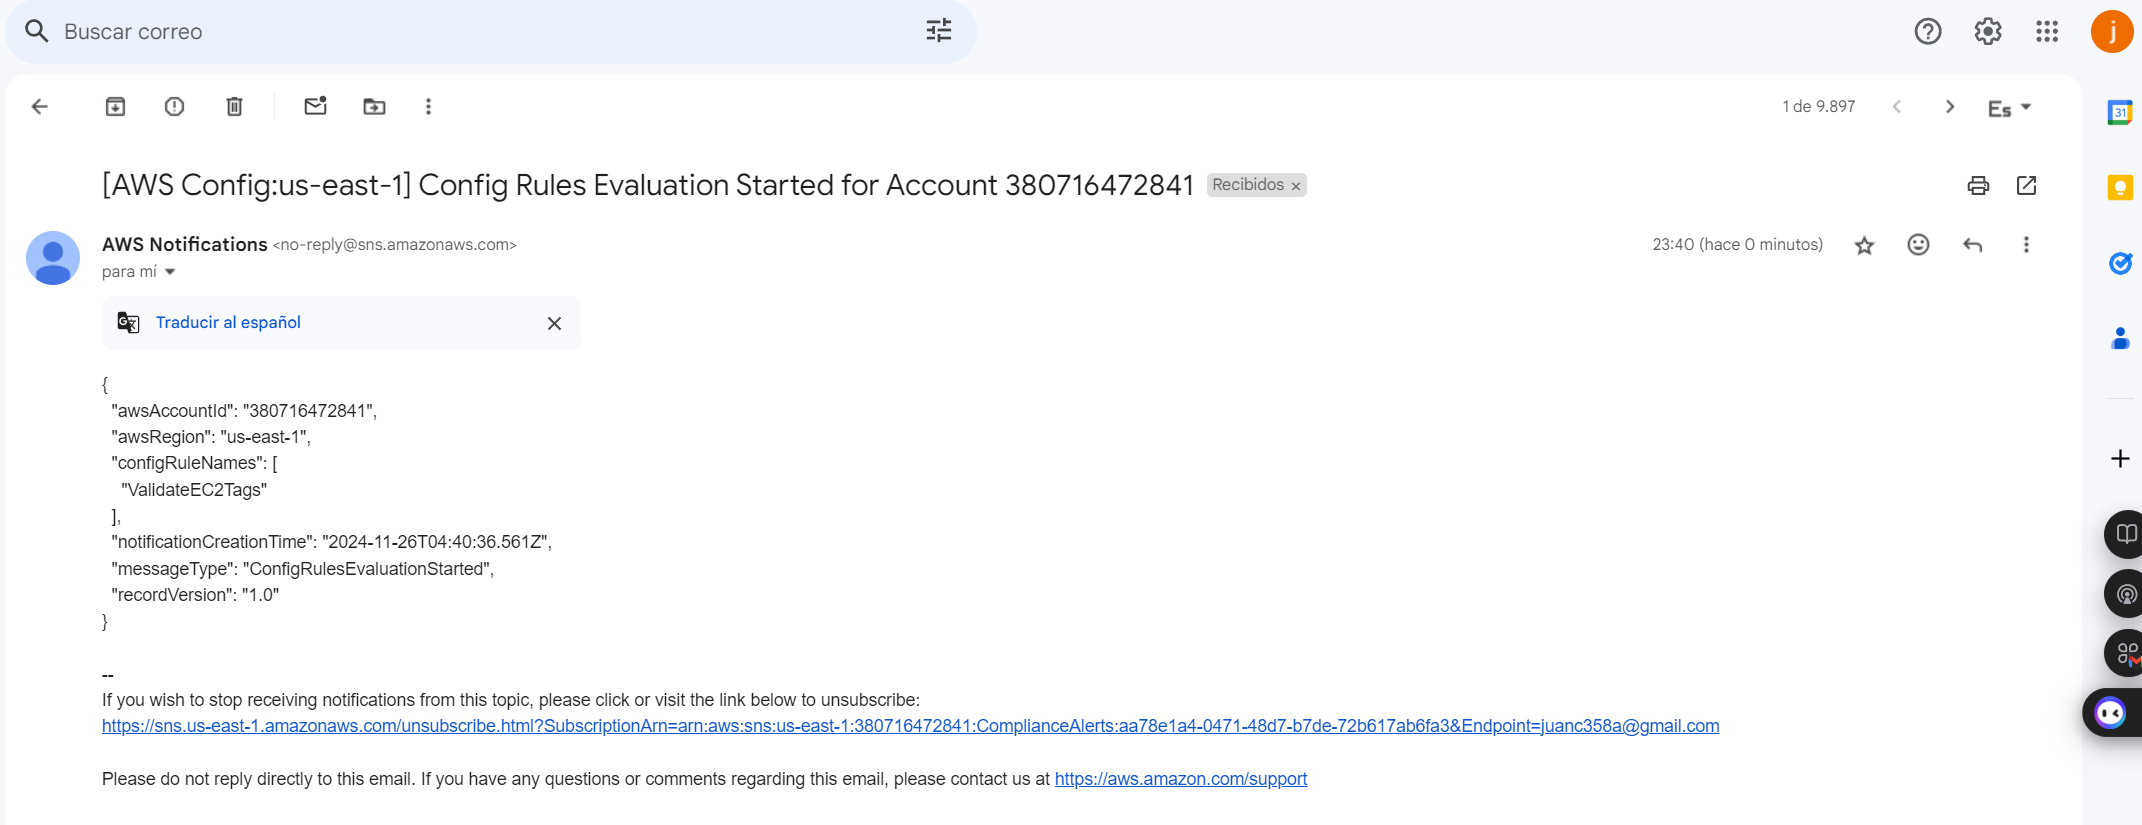 Buscar correo
j
1 de 9.897
Es
31
[AWS Config:us-east-1] Config Rules Evaluation Started for Account 380716472841 Recibidos ×
AWS Notifications <no-reply@sns.amazonaws.com>
23:40 (hace 0 minutos)
para mí
Traducir al español
{
"awsAccountId": "380716472841",
"awsRegion": "us-east-1",
"configRuleNames": [
"ValidateEC2Tags"
],
"notificationCreationTime": "2024-11-26T04:40:36.561Z",
"messageType": "ConfigRulesEvaluationStarted",
"recordVersion": "1.0"
}
--
If you wish to stop receiving notifications from this topic, please click or visit the link below to unsubscribe:
https://sns.us-east-1.amazonaws.com/unsubscribe.html?SubscriptionArn=arn:aws:sns:us-east-1:380716472841:ComplianceAlerts:aa78e1a4-0471-48d7-b7de-72b617ab6fa3&Endpoint=juanc358a@gmail.com
Please do not reply directly to this email. If you have any questions or comments regarding this email, please contact us at https://aws.amazon.com/support